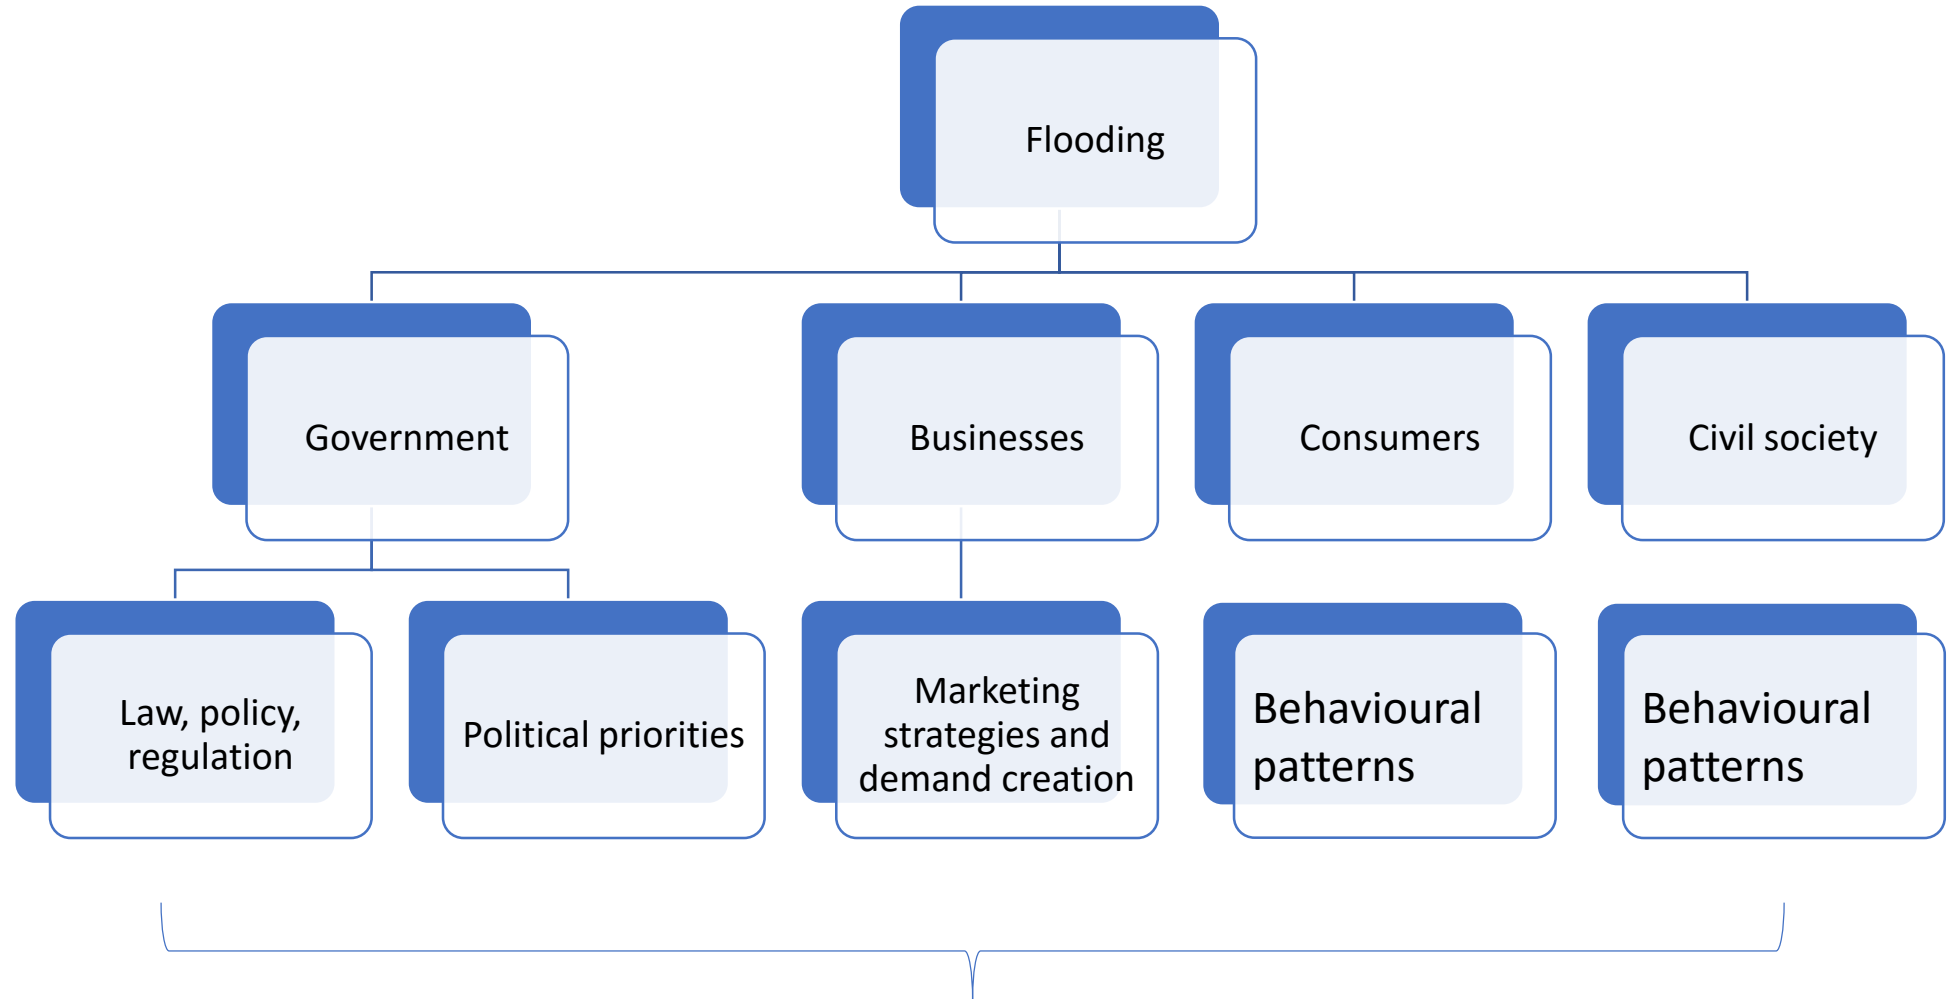 Flooding
Government
Businesses
Consumers
Civil society
Law, policy,
regulation
Political priorities
Marketing
strategies and
demand creation
Behavioural
patterns
Behavioural
patterns